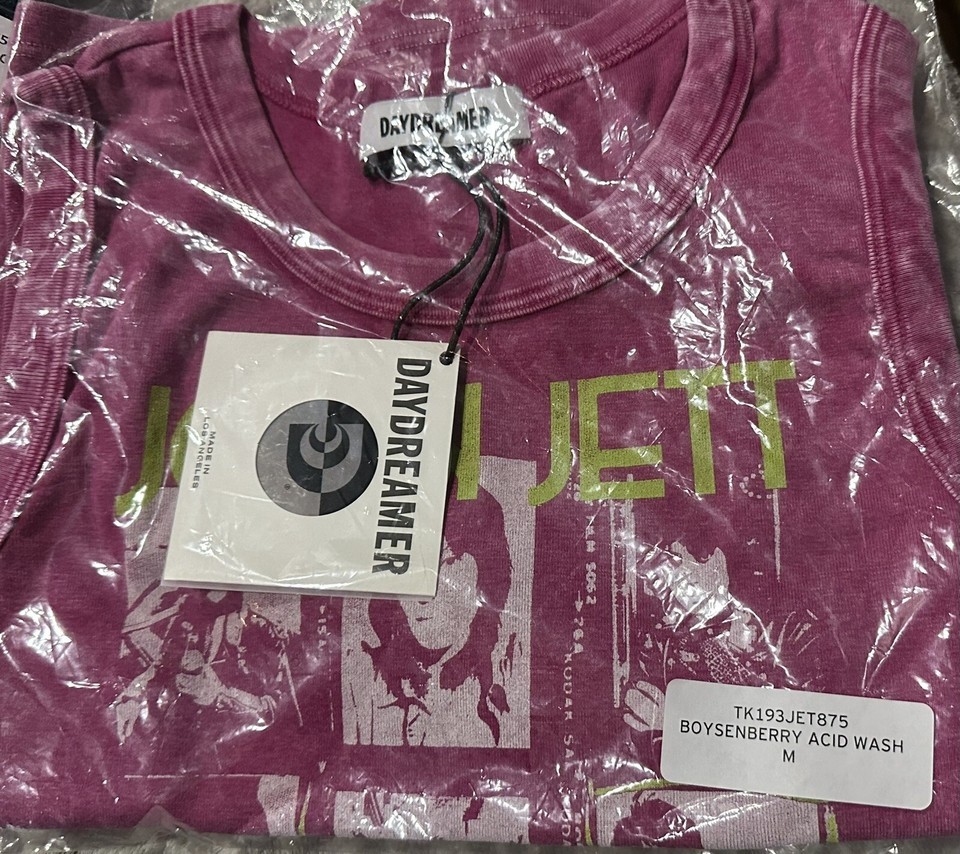 DAYDREAMER
JETT
DAYDREAMER
MADE IN
LOS ANGELES
TK193JET875
BOYSENBERRY ACID WASH
M